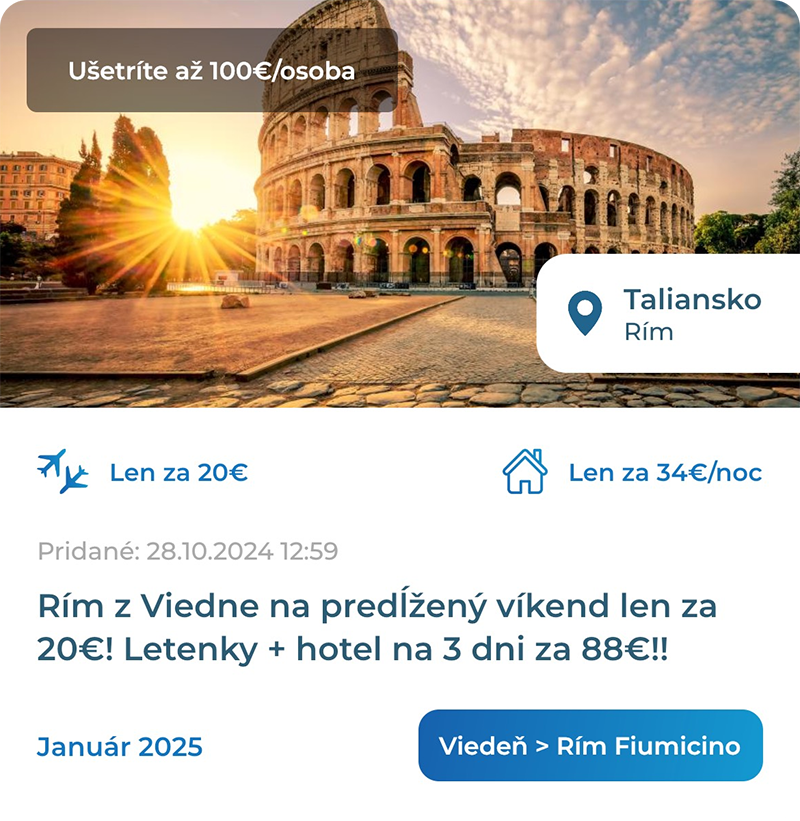 Ušetríte až 100€/osoba
Taliansko
Rím
Len za 20€
Len za 34€/noc
Pridané: 28.10.2024 12:59
Rím z Viedne na predĺžený víkend len za
20€! Letenky + hotel na 3 dni za 88€!!
Január 2025
Viedeň > Rím Fiumicino